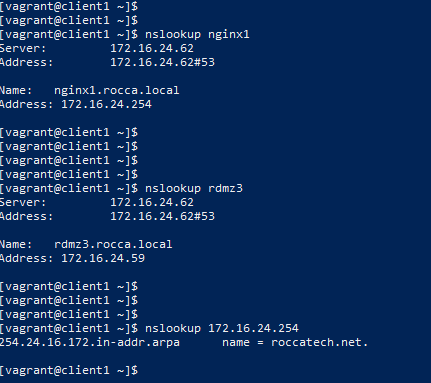 [vagrant@client1 ~]$
[vagrant@client1 ~]$
[vagrant@client1 ~]$ nslookup nginx1
Server:         172.16.24.62
Address:        172.16.24.62#53
Name:   nginx1.rocca.local
Address: 172.16.24.254
[vagrant@client1 ~]$
[vagrant@client1 ~]$
[vagrant@client1 ~]$
[vagrant@client1 ~]$
[vagrant@client1 ~]$ nslookup rdmz3
Server:         172.16.24.62
Address:        172.16.24.62#53
Name:   rdmz3.rocca.local
Address: 172.16.24.59
[vagrant@client1 ~]$
[vagrant@client1 ~]$
[vagrant@client1 ~]$
[vagrant@client1 ~]$ nslookup 172.16.24.254
254.24.16.172.in-addr.arpa      name = roccatech.net.
[vagrant@client1 ~]$